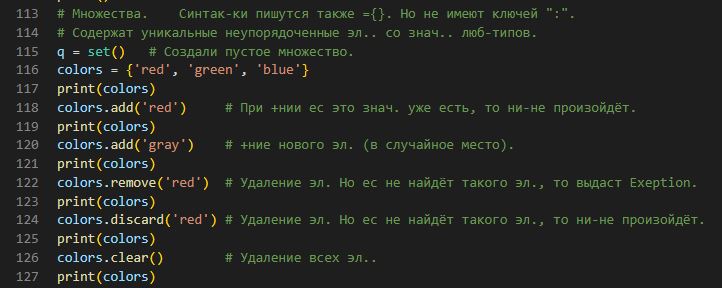 113 # Множества.    Синтак-ки пишутся также ={}. Но не имеют ключей ":".
114 # Содержат уникальные неупорядоченные эл.. со знач.. люб-типов.
115 q = set()   # Создали пустое множество.
116 colors = {'red', 'green', 'blue'}
117 print(colors)
118 colors.add('red')     # При +нии ес это знач. уже есть, то ни-не произойдёт.
119 print(colors)
120 colors.add('gray')    # +ние нового эл. (в случайное место).
121 print(colors)
122 colors.remove('red')  # Удаление эл. Но ес не найдёт такого эл., то выдаст Exeption.
123 print(colors)
124 colors.discard('red') # Удаление эл. Но ес не найдёт такого эл., то ни-не произойдёт.
125 print(colors)
126 colors.clear()        # Удаление всех эл..
127 print(colors)